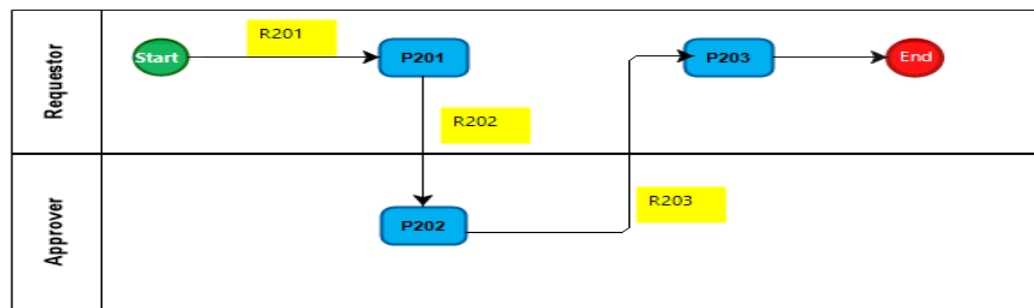 Requestor
Start
R201
P201
P203
End
R202
Approver
P202
R203